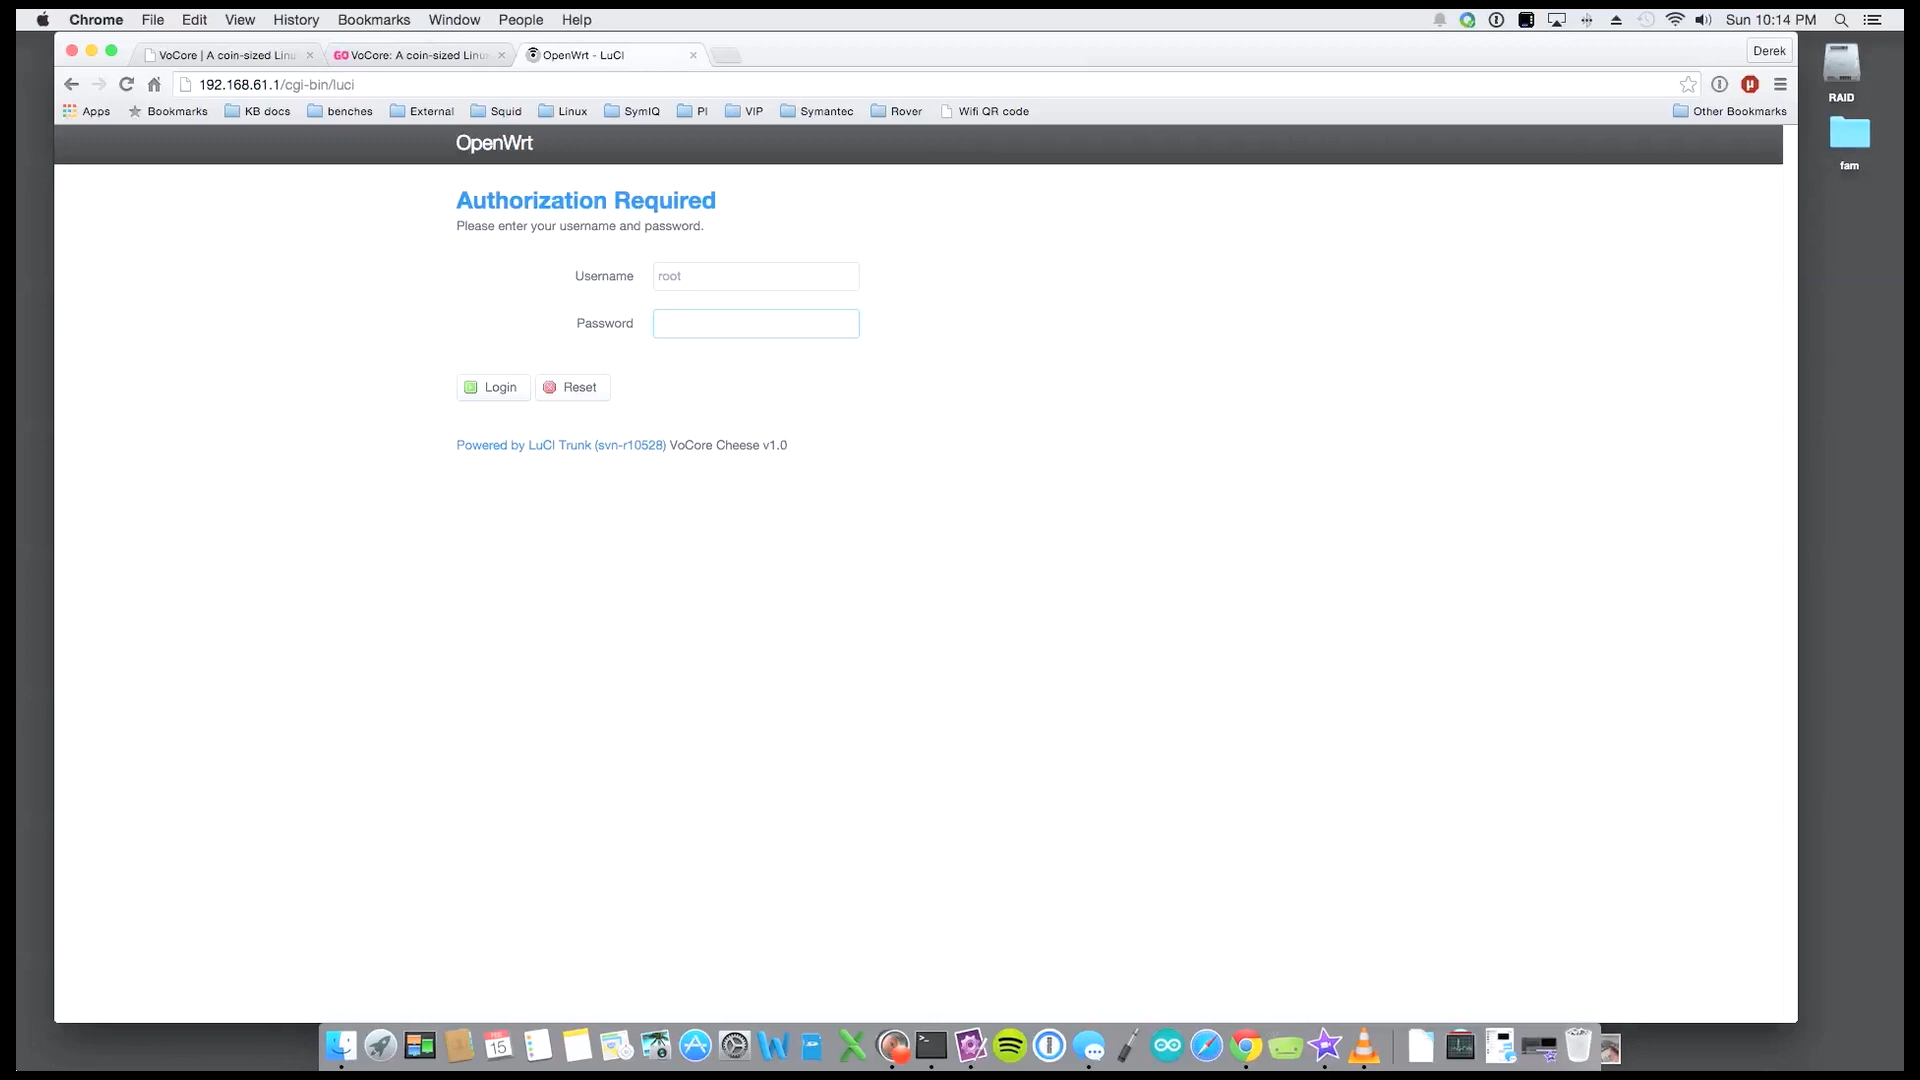 Chrome File Edit View History Bookmarks Window People Help Sun 10:14 PM
VoCore | A coin-sized Linu GO VoCore: A coin-sized Linu OpenWrt - LuCI Derek
192.168.61.1/cgi-bin/luci
Apps Bookmarks KB docs benches External Squid Linux SymIQ PI VIP Symantec Rover Wifi QR code Other Bookmarks
RAID
fam
OpenWrt
Authorization Required
Please enter your username and password.
Username root
Password
Login Reset
Powered by LuCI Trunk (svn-r10528) VoCore Cheese v1.0
15